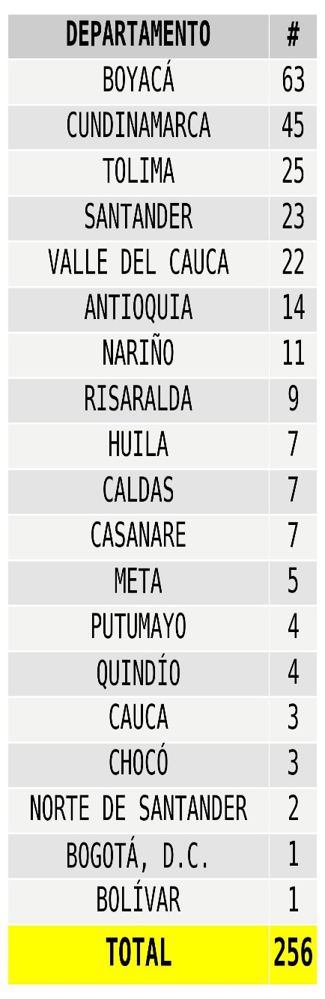 DEPARTAMENTO #
BOYACÁ 63
CUNDINAMARCA 45
TOLIMA 25
SANTANDER 23
VALLE DEL CAUCA 22
ANTIOQUIA 14
NARIÑO 11
RISARALDA 9
HUILA 7
CALDAS 7
CASANARE 7
META 5
PUTUMAYO 4
QUINDÍO 4
CAUCA 3
CHOCÓ 3
NORTE DE SANTANDER 2
BOGOTÁ, D.C. 1
BOLÍVAR 1
TOTAL 256